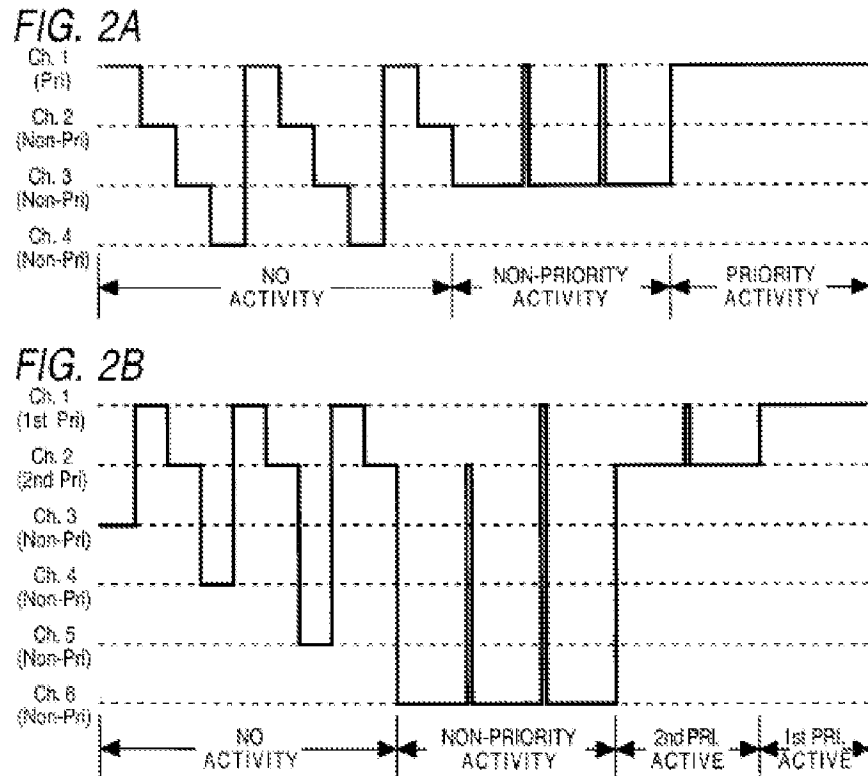 FIG. 2A
Ch. 1
(Pri)
Ch. 2
(Non-Pri)
Ch. 3
(Non-Pri)
Ch. 4
(Non-Pri)
NO
ACTIVITY
NON-PRIORITY
ACTIVITY
PRIORITY
ACTIVITY
FIG. 2B
Ch. 1
(1st Pri)
Ch. 2
(2nd Pri)
Ch. 3
(Non-Pri)
Ch. 4
(Non-Pri)
Ch. 5
(Non-Pri)
Ch. 6
(Non-Pri)
NO
ACTIVITY
NON-PRIORITY
ACTIVITY
2nd PRI.
ACTIVE
1st PRI.
ACTIVE